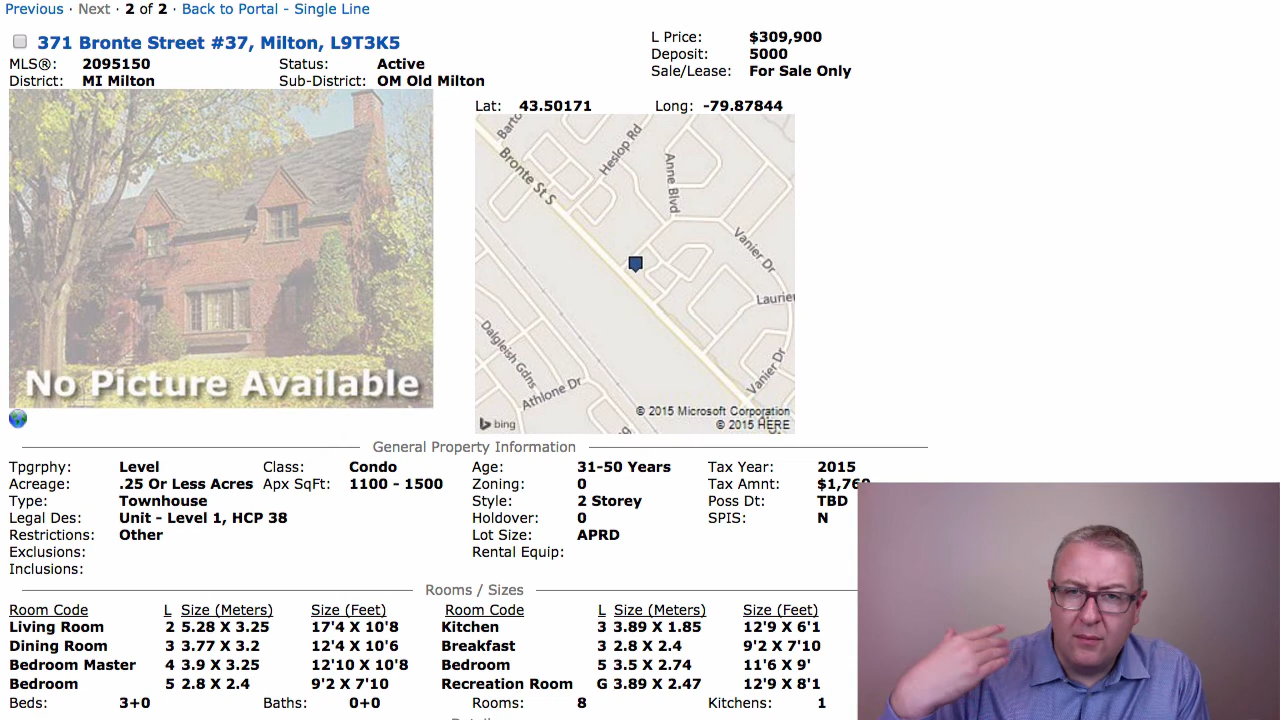 Previous · Next · 2 of 2 · Back to Portal - Single Line
371 Bronte Street #37, Milton, L9T3K5
L Price: $309,900
Deposit: 5000
MLS®: 2095150 Status: Active
Sale/Lease: For Sale Only
District: MI Milton Sub-District: OM Old Milton
Lat: 43.50171 Long: -79.87844
Heslop Rd
Bronte St S
Anne Blvd
Vanier Dr
Dalgleish Gdns
Athlone Dr
Vanier Dr
No Picture Available
© 2015 Microsoft Corporation
bing © 2015 HERE
General Property Information
Tpgrphy: Level Class: Condo Age: 31-50 Years Tax Year: 2015
Acreage: .25 Or Less Acres Apx SqFt: 1100 - 1500 Zoning: 0 Tax Amnt:
Type: Townhouse Style: 2 Storey Poss Dt: TBD
Legal Des: Unit - Level 1, HCP 38 Holdover: 0 SPIS: N
Restrictions: Other Lot Size: APRD
Exclusions: Rental Equip:
Inclusions:
Rooms / Sizes
Room Code L Size (Meters) Size (Feet) Room Code L Size (Meters) Size (Feet)
Living Room 2 5.28 X 3.25 17'4 X 10'8 Kitchen 3 3.89 X 1.85 12'9 X 6'1
Dining Room 3 3.77 X 3.2 12'4 X 10'6 Breakfast 3 2.8 X 2.4 9'2 X 7'10
Bedroom Master 4 3.9 X 3.25 12'10 X 10'8 Bedroom 5 3.5 X 2.74 11'6 X 9'
Bedroom 5 2.8 X 2.4 9'2 X 7'10 Recreation Room G 3.89 X 2.47 12'9 X 8'1
Beds: 3+0 Baths: 0+0 Rooms: 8 Kitchens: 1